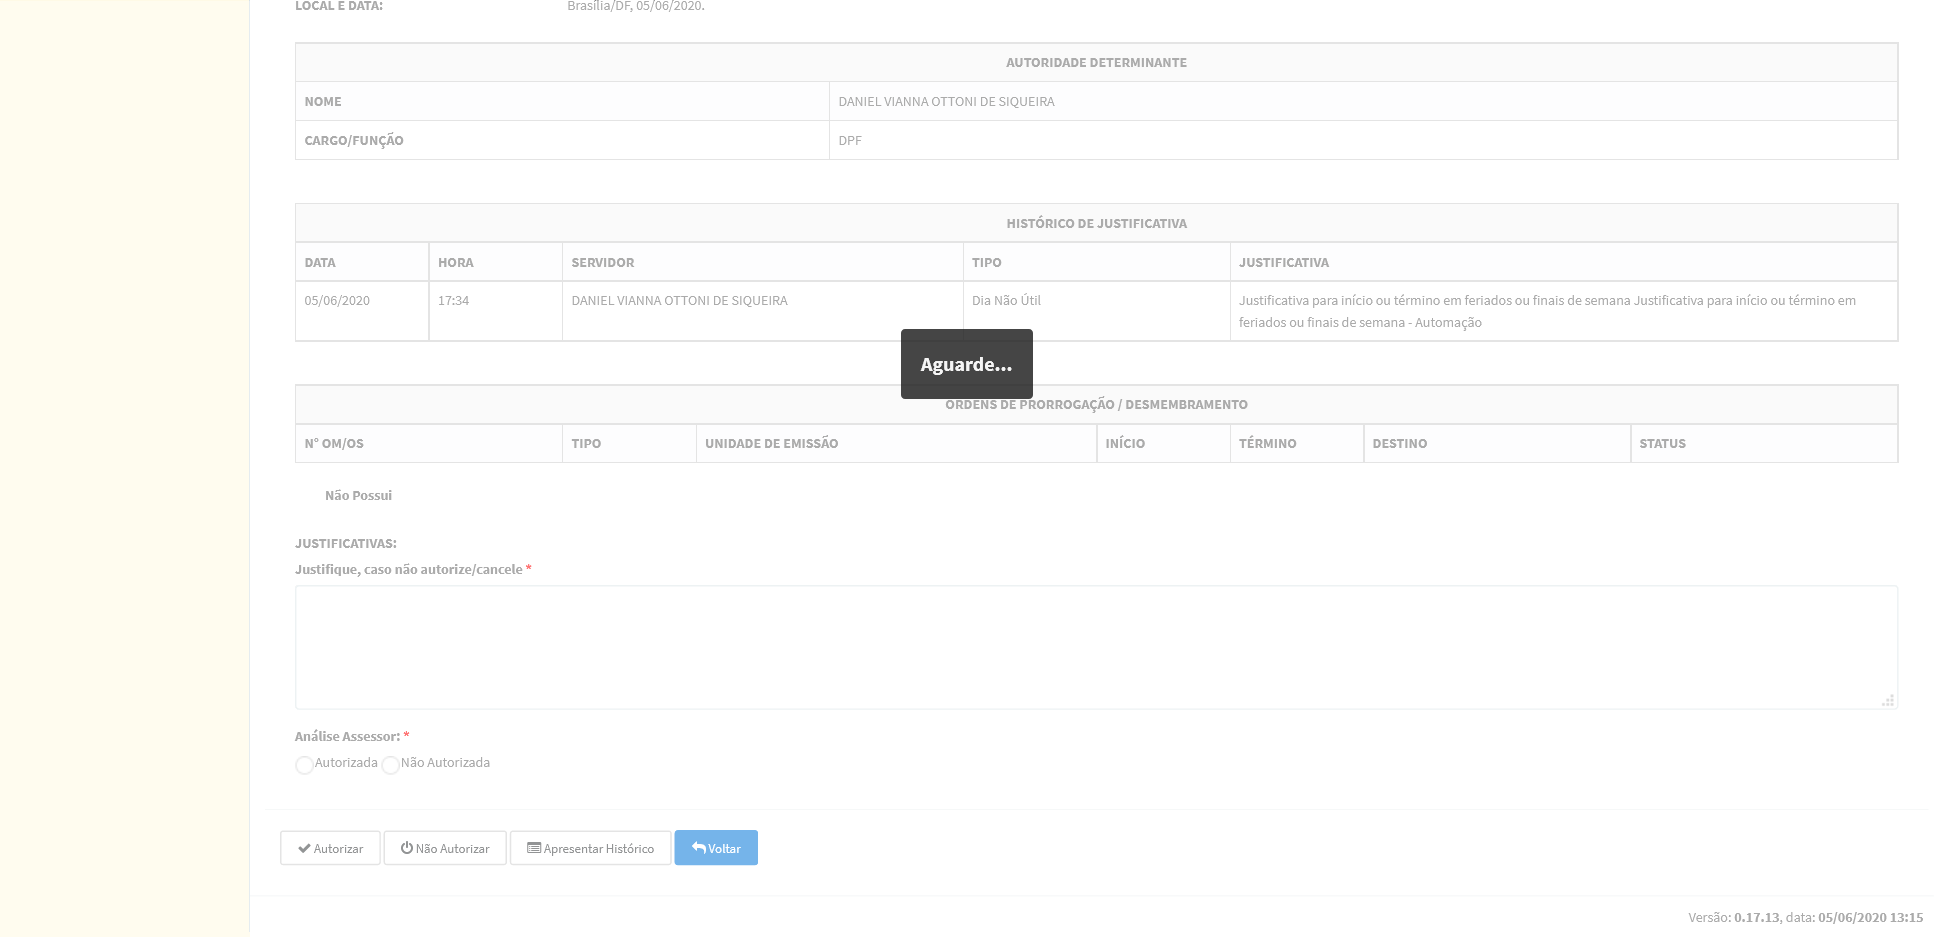 LOCAL E DATA: Brasília/DF, 05/06/2020.
AUTORIDADE DETERMINANTE
NOME DANIEL VIANNA OTTONI DE SIQUEIRA
CARGO/FUNÇÃO DPF
HISTÓRICO DE JUSTIFICATIVA
DATA HORA SERVIDOR TIPO JUSTIFICATIVA
05/06/2020 17:34 DANIEL VIANNA OTTONI DE SIQUEIRA Dia Não Útil Justificativa para início ou término em feriados ou finais de semana Justificativa para início ou término em
feriados ou finais de semana - Automação
Aguarde...
ORDENS DE PRORROGAÇÃO / DESMEMBRAMENTO
N° OM/OS TIPO UNIDADE DE EMISSÃO INÍCIO TÉRMINO DESTINO STATUS
Não Possui
JUSTIFICATIVAS:
Justifique, caso não autorize/cancele *
Análise Assessor: *
Autorizada Não Autorizada
Autorizar Não Autorizar Apresentar Histórico Voltar
Versão: 0.17.13, data: 05/06/2020 13:15